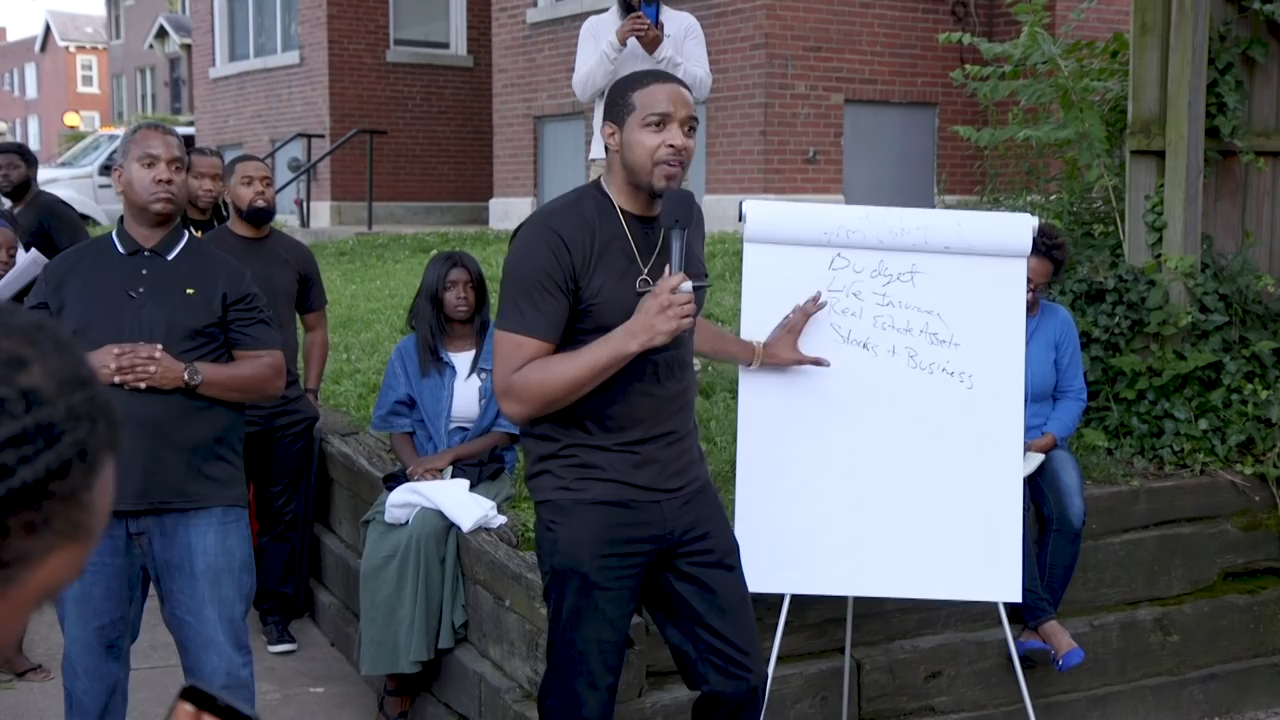 Budget
Life Insurance
Real Estate Assets
Stocks + Business